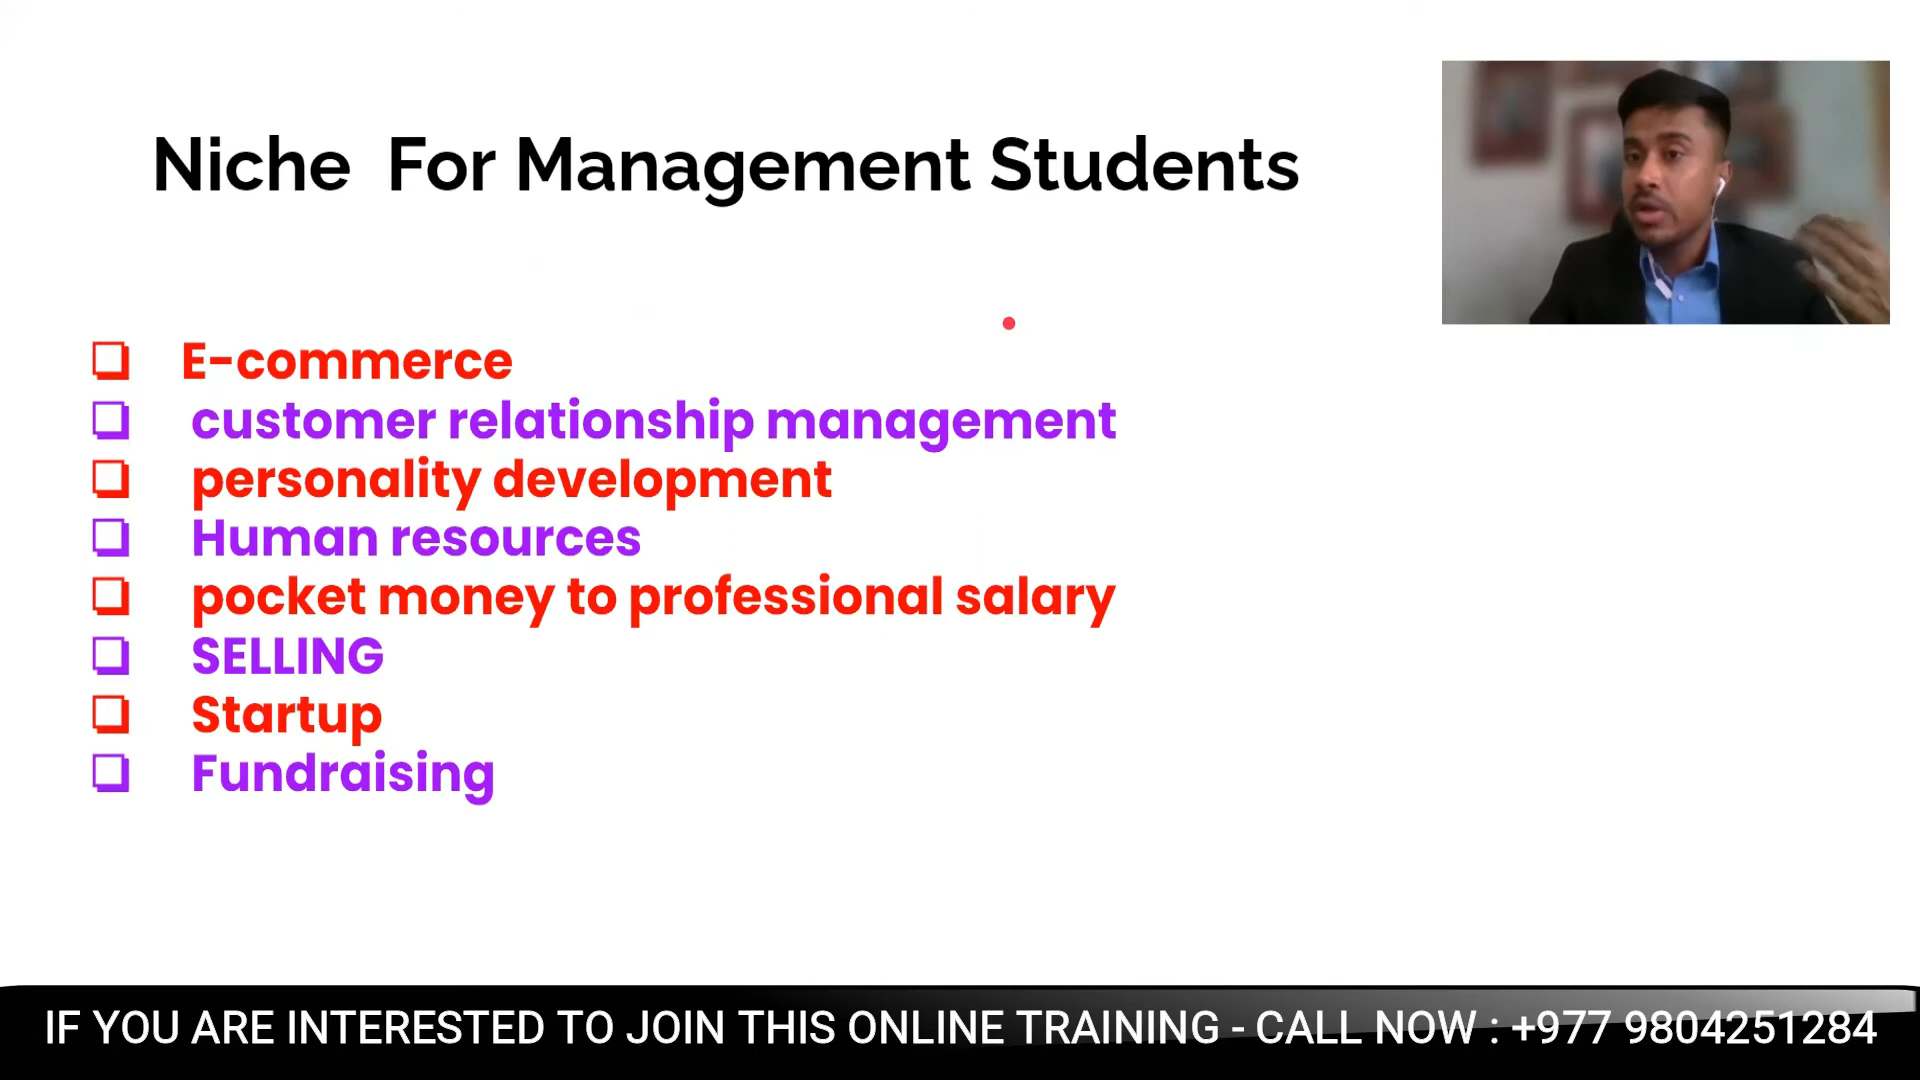 Niche For Management Students
E-commerce
customer relationship management
personality development
Human resources
pocket money to professional salary
SELLING
Startup
Fundraising
IF YOU ARE INTERESTED TO JOIN THIS ONLINE TRAINING - CALL NOW : +977 9804251284